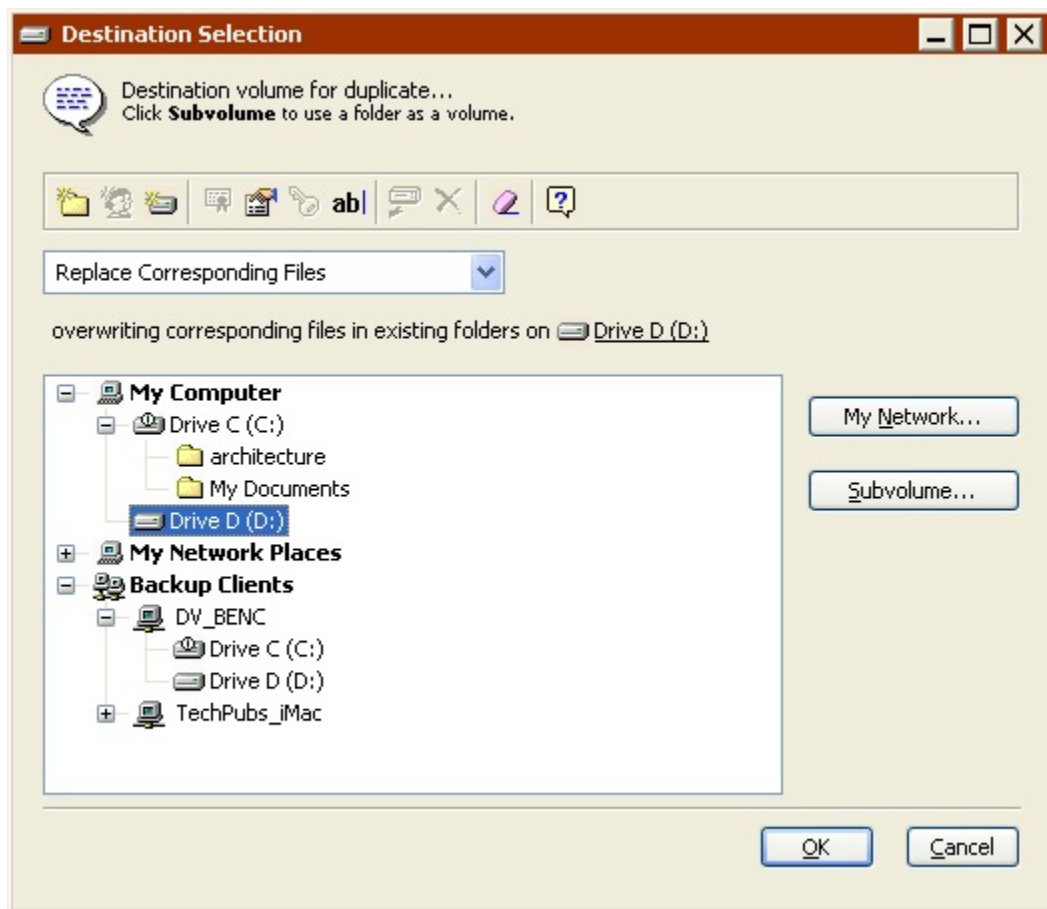 Destination Selection
Destination volume for duplicate...
Click Subvolume to use a folder as a volume.
ab|
Replace Corresponding Files
overwriting corresponding files in existing folders on Drive D (D:)
My Computer
Drive C (C:)
architecture
My Documents
Drive D (D:)
My Network Places
Backup Clients
DV_BENC
Drive C (C:)
Drive D (D:)
TechPubs_iMac
My Network...
Subvolume...
OK
Cancel